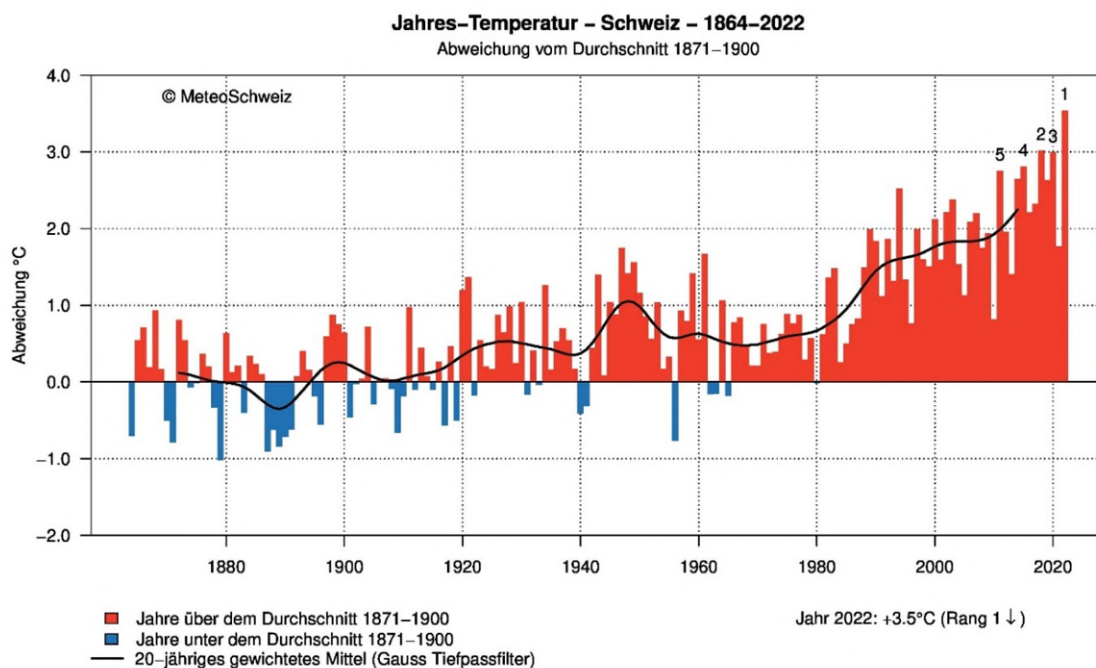 Jahres–Temperatur – Schweiz – 1864–2022
Abweichung vom Durchschnitt 1871–1900
© MeteoSchweiz
Abweichung °C
4.0
3.0
2.0
1.0
0.0
−1.0
−2.0
5
4
2
3
1
1880
1900
1920
1940
1960
1980
2000
2020
Jahre über dem Durchschnitt 1871–1900
Jahre unter dem Durchschnitt 1871–1900
20–jähriges gewichtetes Mittel (Gauss Tiefpassfilter)
Jahr 2022: +3.5°C (Rang 1 ↓)